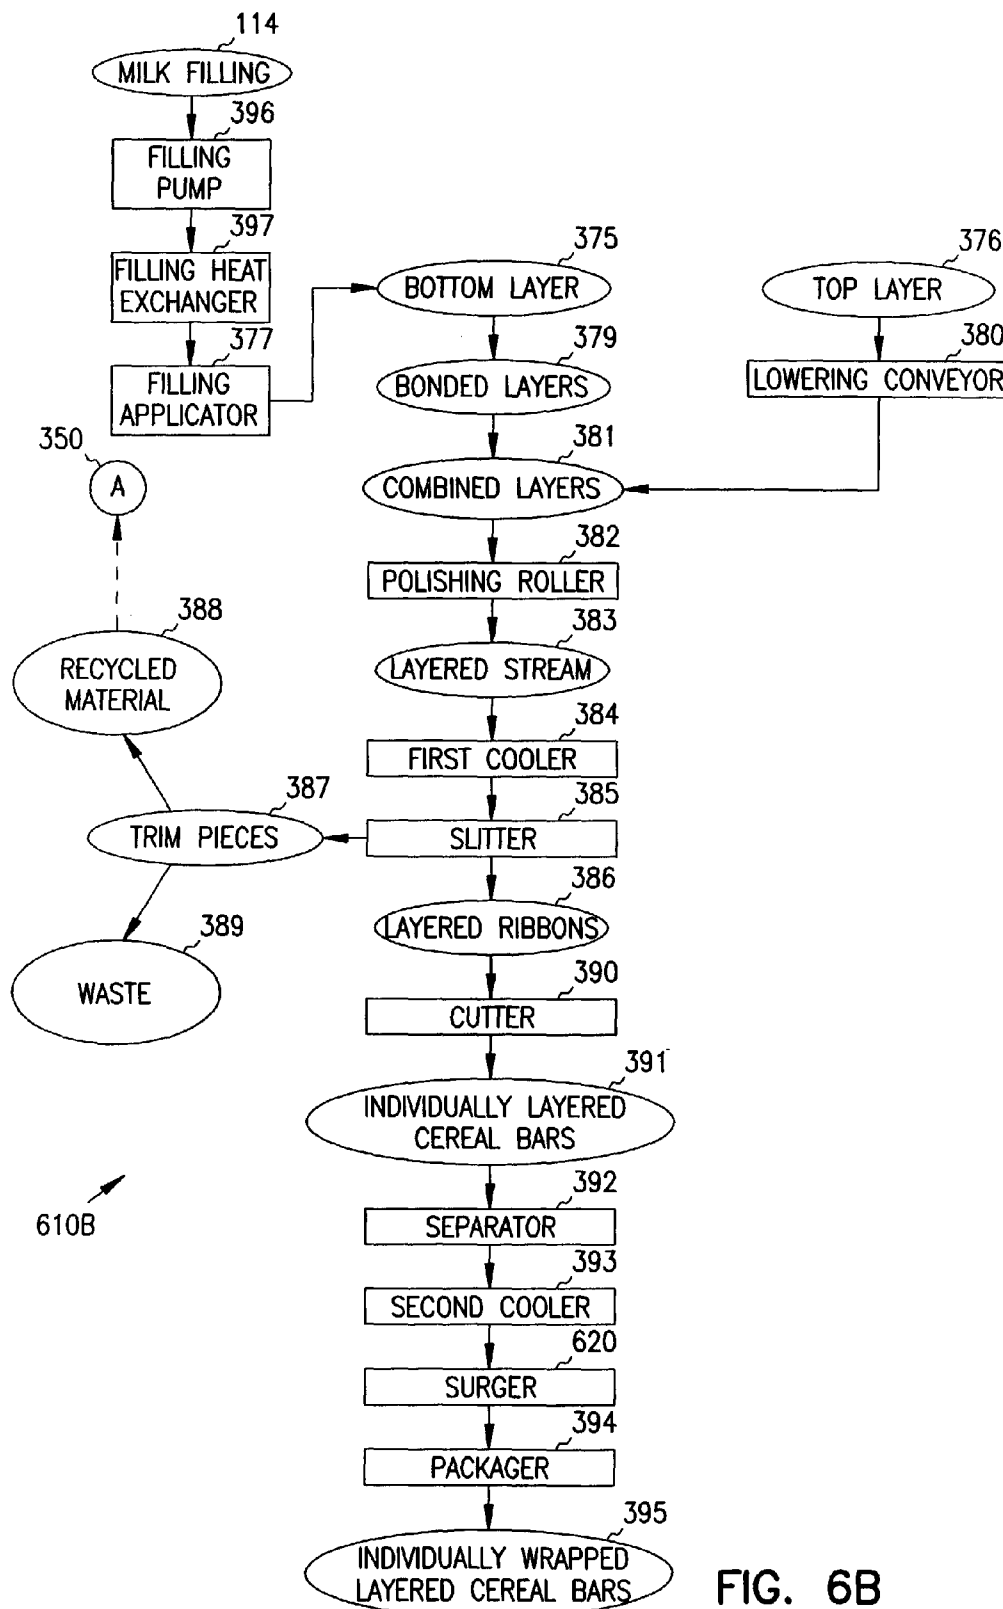 114
MILK FILLING
396
FILLING
PUMP
397
FILLING HEAT
EXCHANGER
377
FILLING
APPLICATOR
375
BOTTOM LAYER
376
TOP LAYER
379
BONDED LAYERS
380
LOWERING CONVEYOR
350
A
381
COMBINED LAYERS
382
POLISHING ROLLER
383
LAYERED STREAM
388
RECYCLED
MATERIAL
384
FIRST COOLER
387
TRIM PIECES
385
SLITTER
386
LAYERED RIBBONS
389
WASTE
390
CUTTER
391
INDIVIDUALLY LAYERED
CEREAL BARS
610B
392
SEPARATOR
393
SECOND COOLER
620
SURGER
394
PACKAGER
395
INDIVIDUALLY WRAPPED
LAYERED CEREAL BARS
FIG. 6B